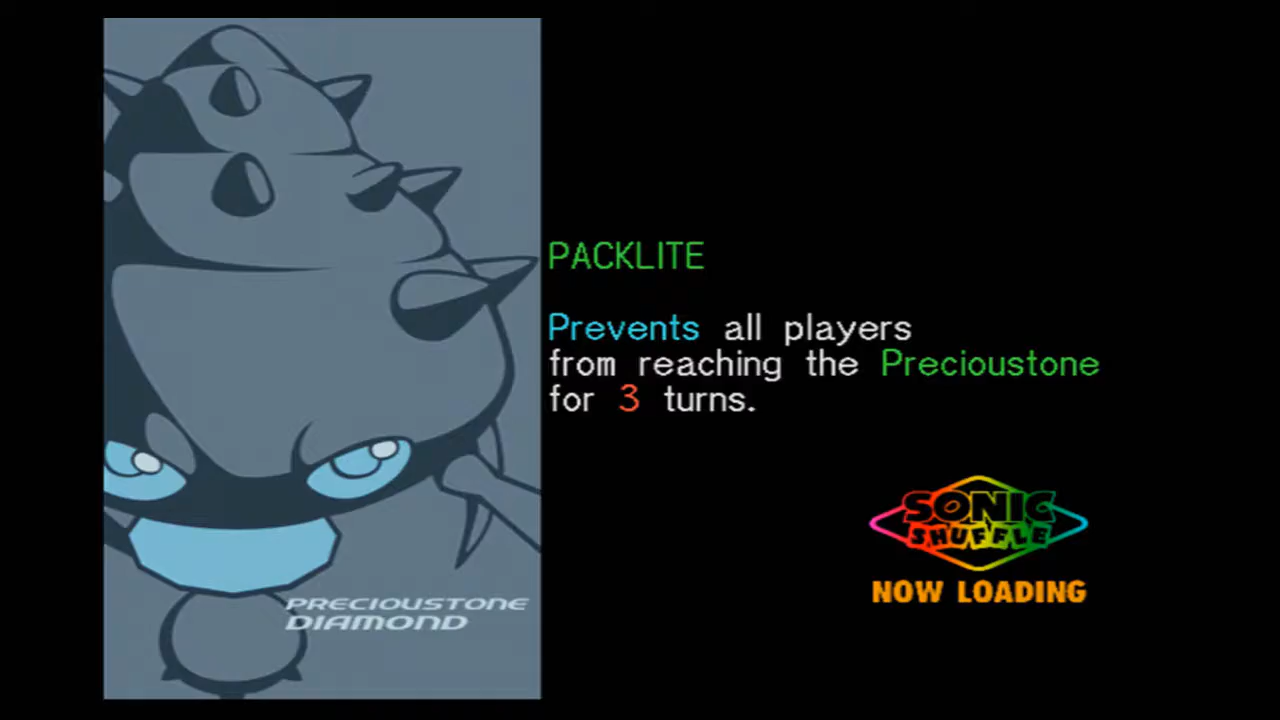 PACKLITE
Prevents all players
from reaching the Precioustone
for 3 turns.
PRECIOUSTONE
DIAMOND
SONIC
SHUFFLE
NOW LOADING